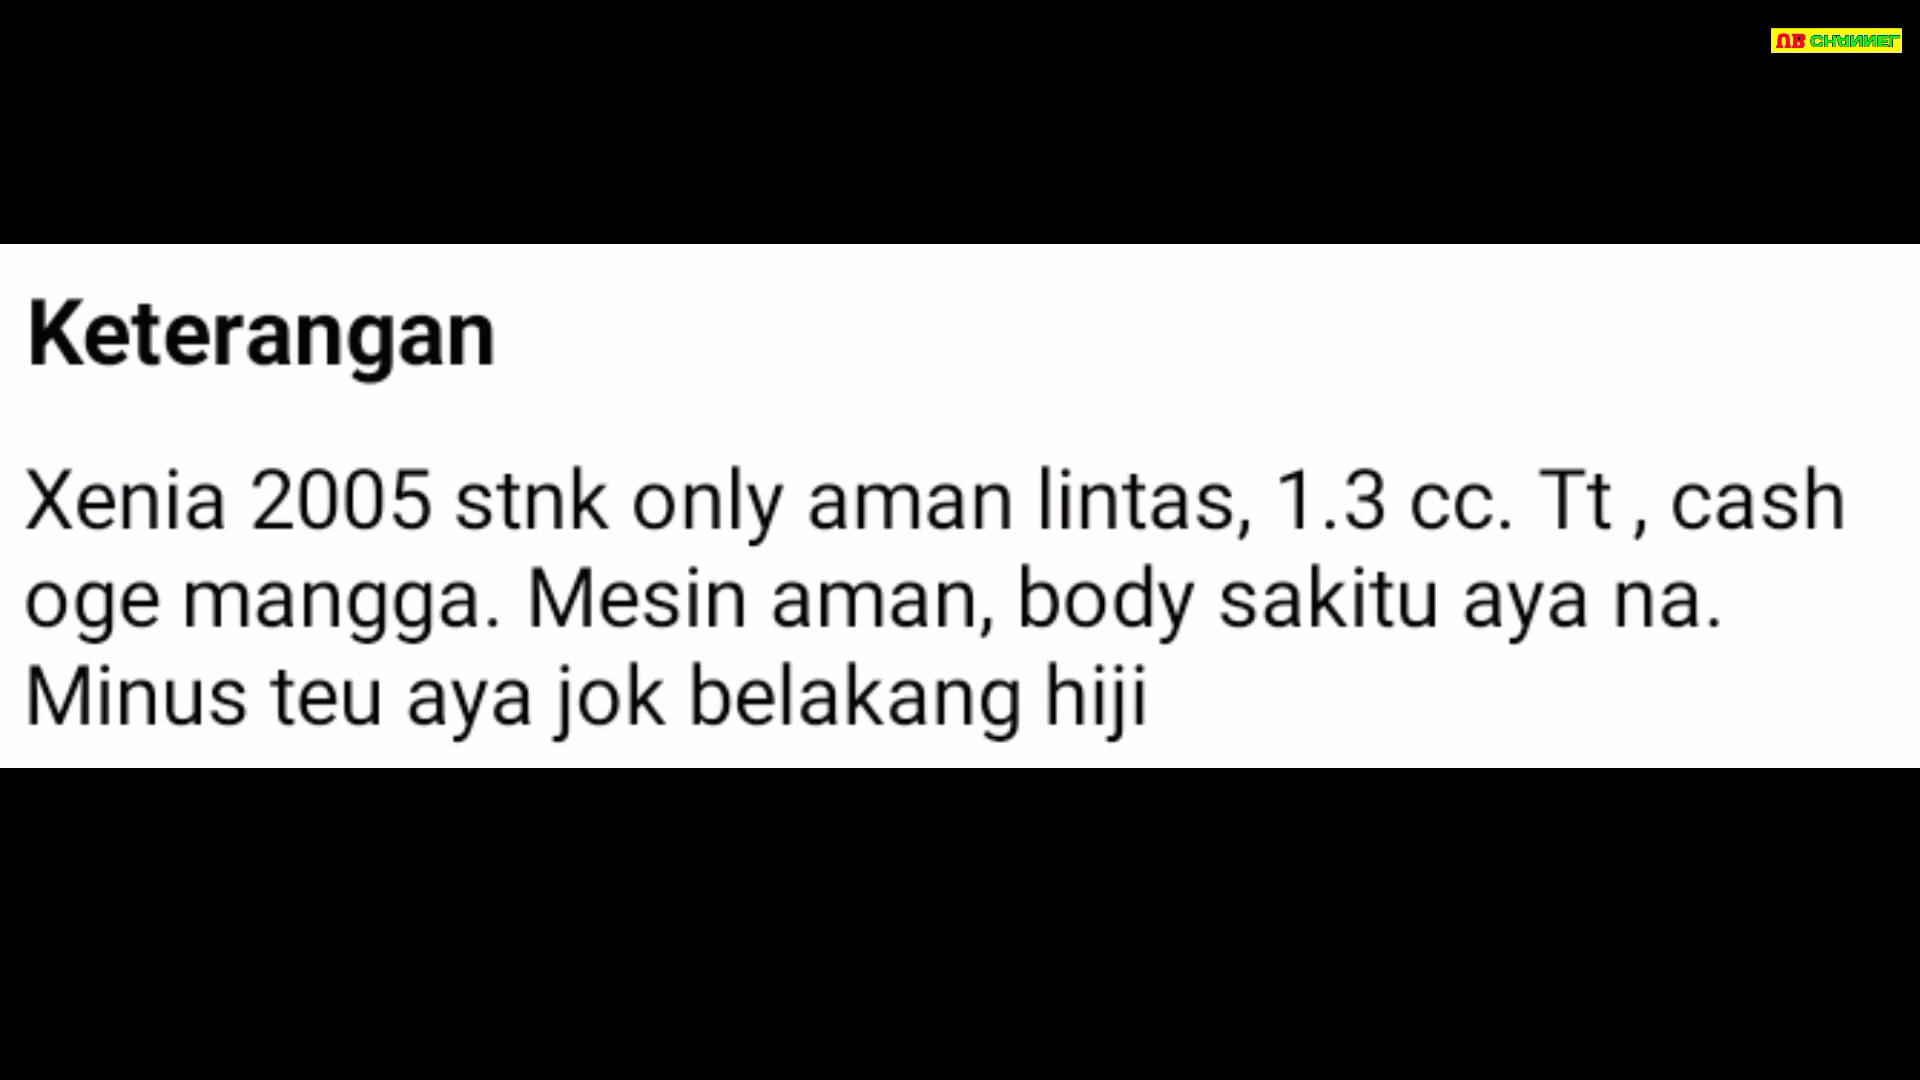 UB CHANNEL
Keterangan
Xenia 2005 stnk only aman lintas, 1.3 cc. Tt , cash
oge mangga. Mesin aman, body sakitu aya na.
Minus teu aya jok belakang hiji